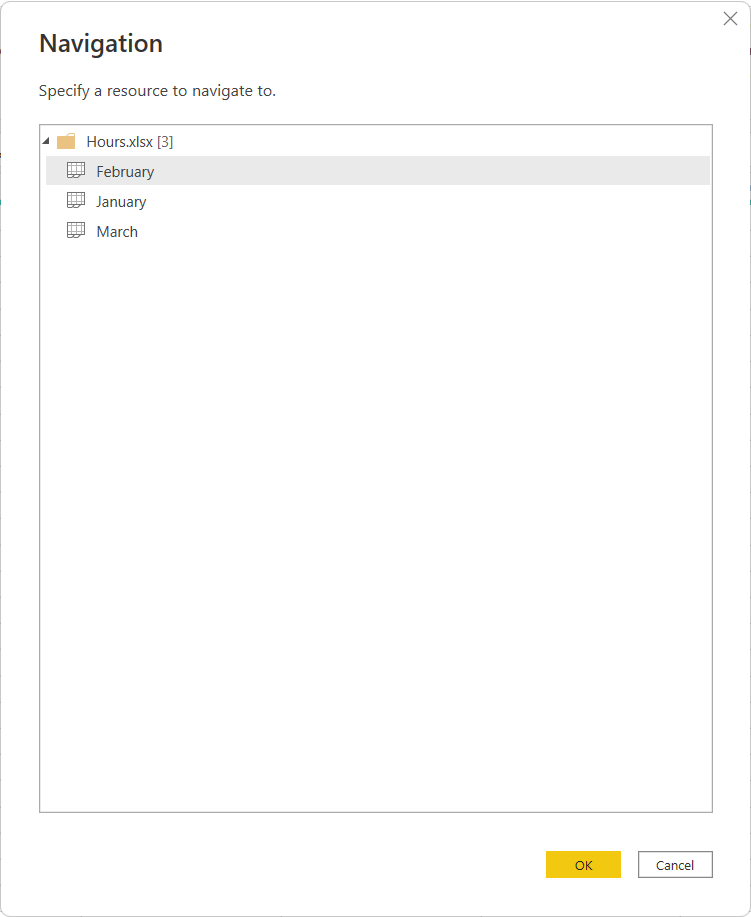 Navigation
Specify a resource to navigate to.
Hours.xlsx [3]
February
January
March
OK
Cancel